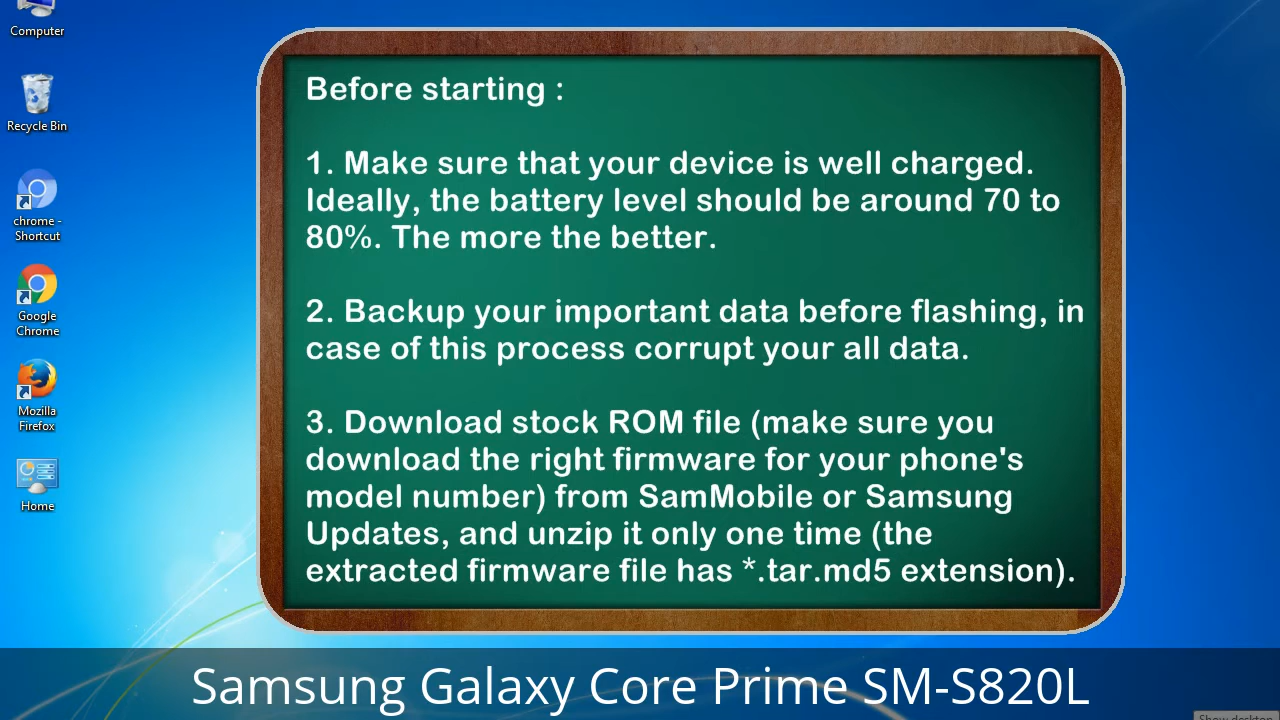 Computer
Recycle Bin
chrome -
Shortcut
Google
Chrome
Mozilla
Firefox
Home
Before starting :
1. Make sure that your device is well charged.
Ideally, the battery level should be around 70 to
80%. The more the better.
2. Backup your important data before flashing, in
case of this process corrupt your all data.
3. Download stock ROM file (make sure you
download the right firmware for your phone's
model number) from SamMobile or Samsung
Updates, and unzip it only one time (the
extracted firmware file has *.tar.md5 extension).
Samsung Galaxy Core Prime SM-S820L
Show desktop